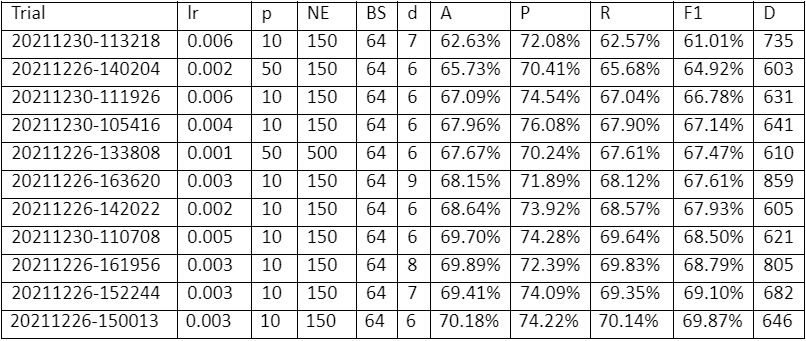 Trial lr p NE BS d A P R F1 D
20211230-113218 0.006 10 150 64 7 62.63% 72.08% 62.57% 61.01% 735
20211226-140204 0.002 50 150 64 6 65.73% 70.41% 65.68% 64.92% 603
20211230-111926 0.006 10 150 64 6 67.09% 74.54% 67.04% 66.78% 631
20211230-105416 0.004 10 150 64 6 67.96% 76.08% 67.90% 67.14% 641
20211226-133808 0.001 50 500 64 6 67.67% 70.24% 67.61% 67.47% 610
20211226-163620 0.003 10 150 64 9 68.15% 71.89% 68.12% 67.61% 859
20211226-142022 0.002 10 150 64 6 68.64% 73.92% 68.57% 67.93% 605
20211230-110708 0.005 10 150 64 6 69.70% 74.28% 69.64% 68.50% 621
20211226-161956 0.003 10 150 64 8 69.89% 72.39% 69.83% 68.79% 805
20211226-152244 0.003 10 150 64 7 69.41% 74.09% 69.35% 69.10% 682
20211226-150013 0.003 10 150 64 6 70.18% 74.22% 70.14% 69.87% 646